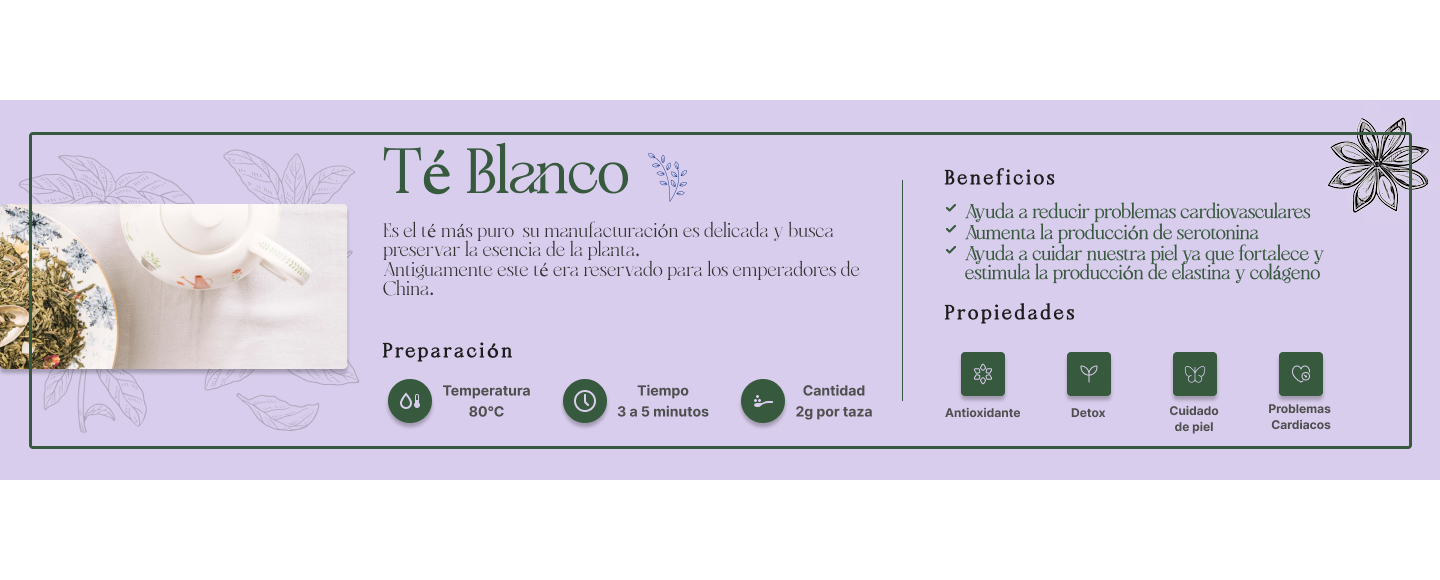 Té Blanco
Es el té más puro su manufacturación es delicada y busca
preservar la esencia de la planta.
Antiguamente este té era reservado para los emperadores de
China.
Preparación
Temperatura
80°C
Tiempo
3 a 5 minutos
Cantidad
2g por taza
Beneficios
Ayuda a reducir problemas cardiovasculares
Aumenta la producción de serotonina
Ayuda a cuidar nuestra piel ya que fortalece y
estimula la producción de elastina y colágeno
Propiedades
Antioxidante
Detox
Cuidado
de piel
Problemas
Cardiacos